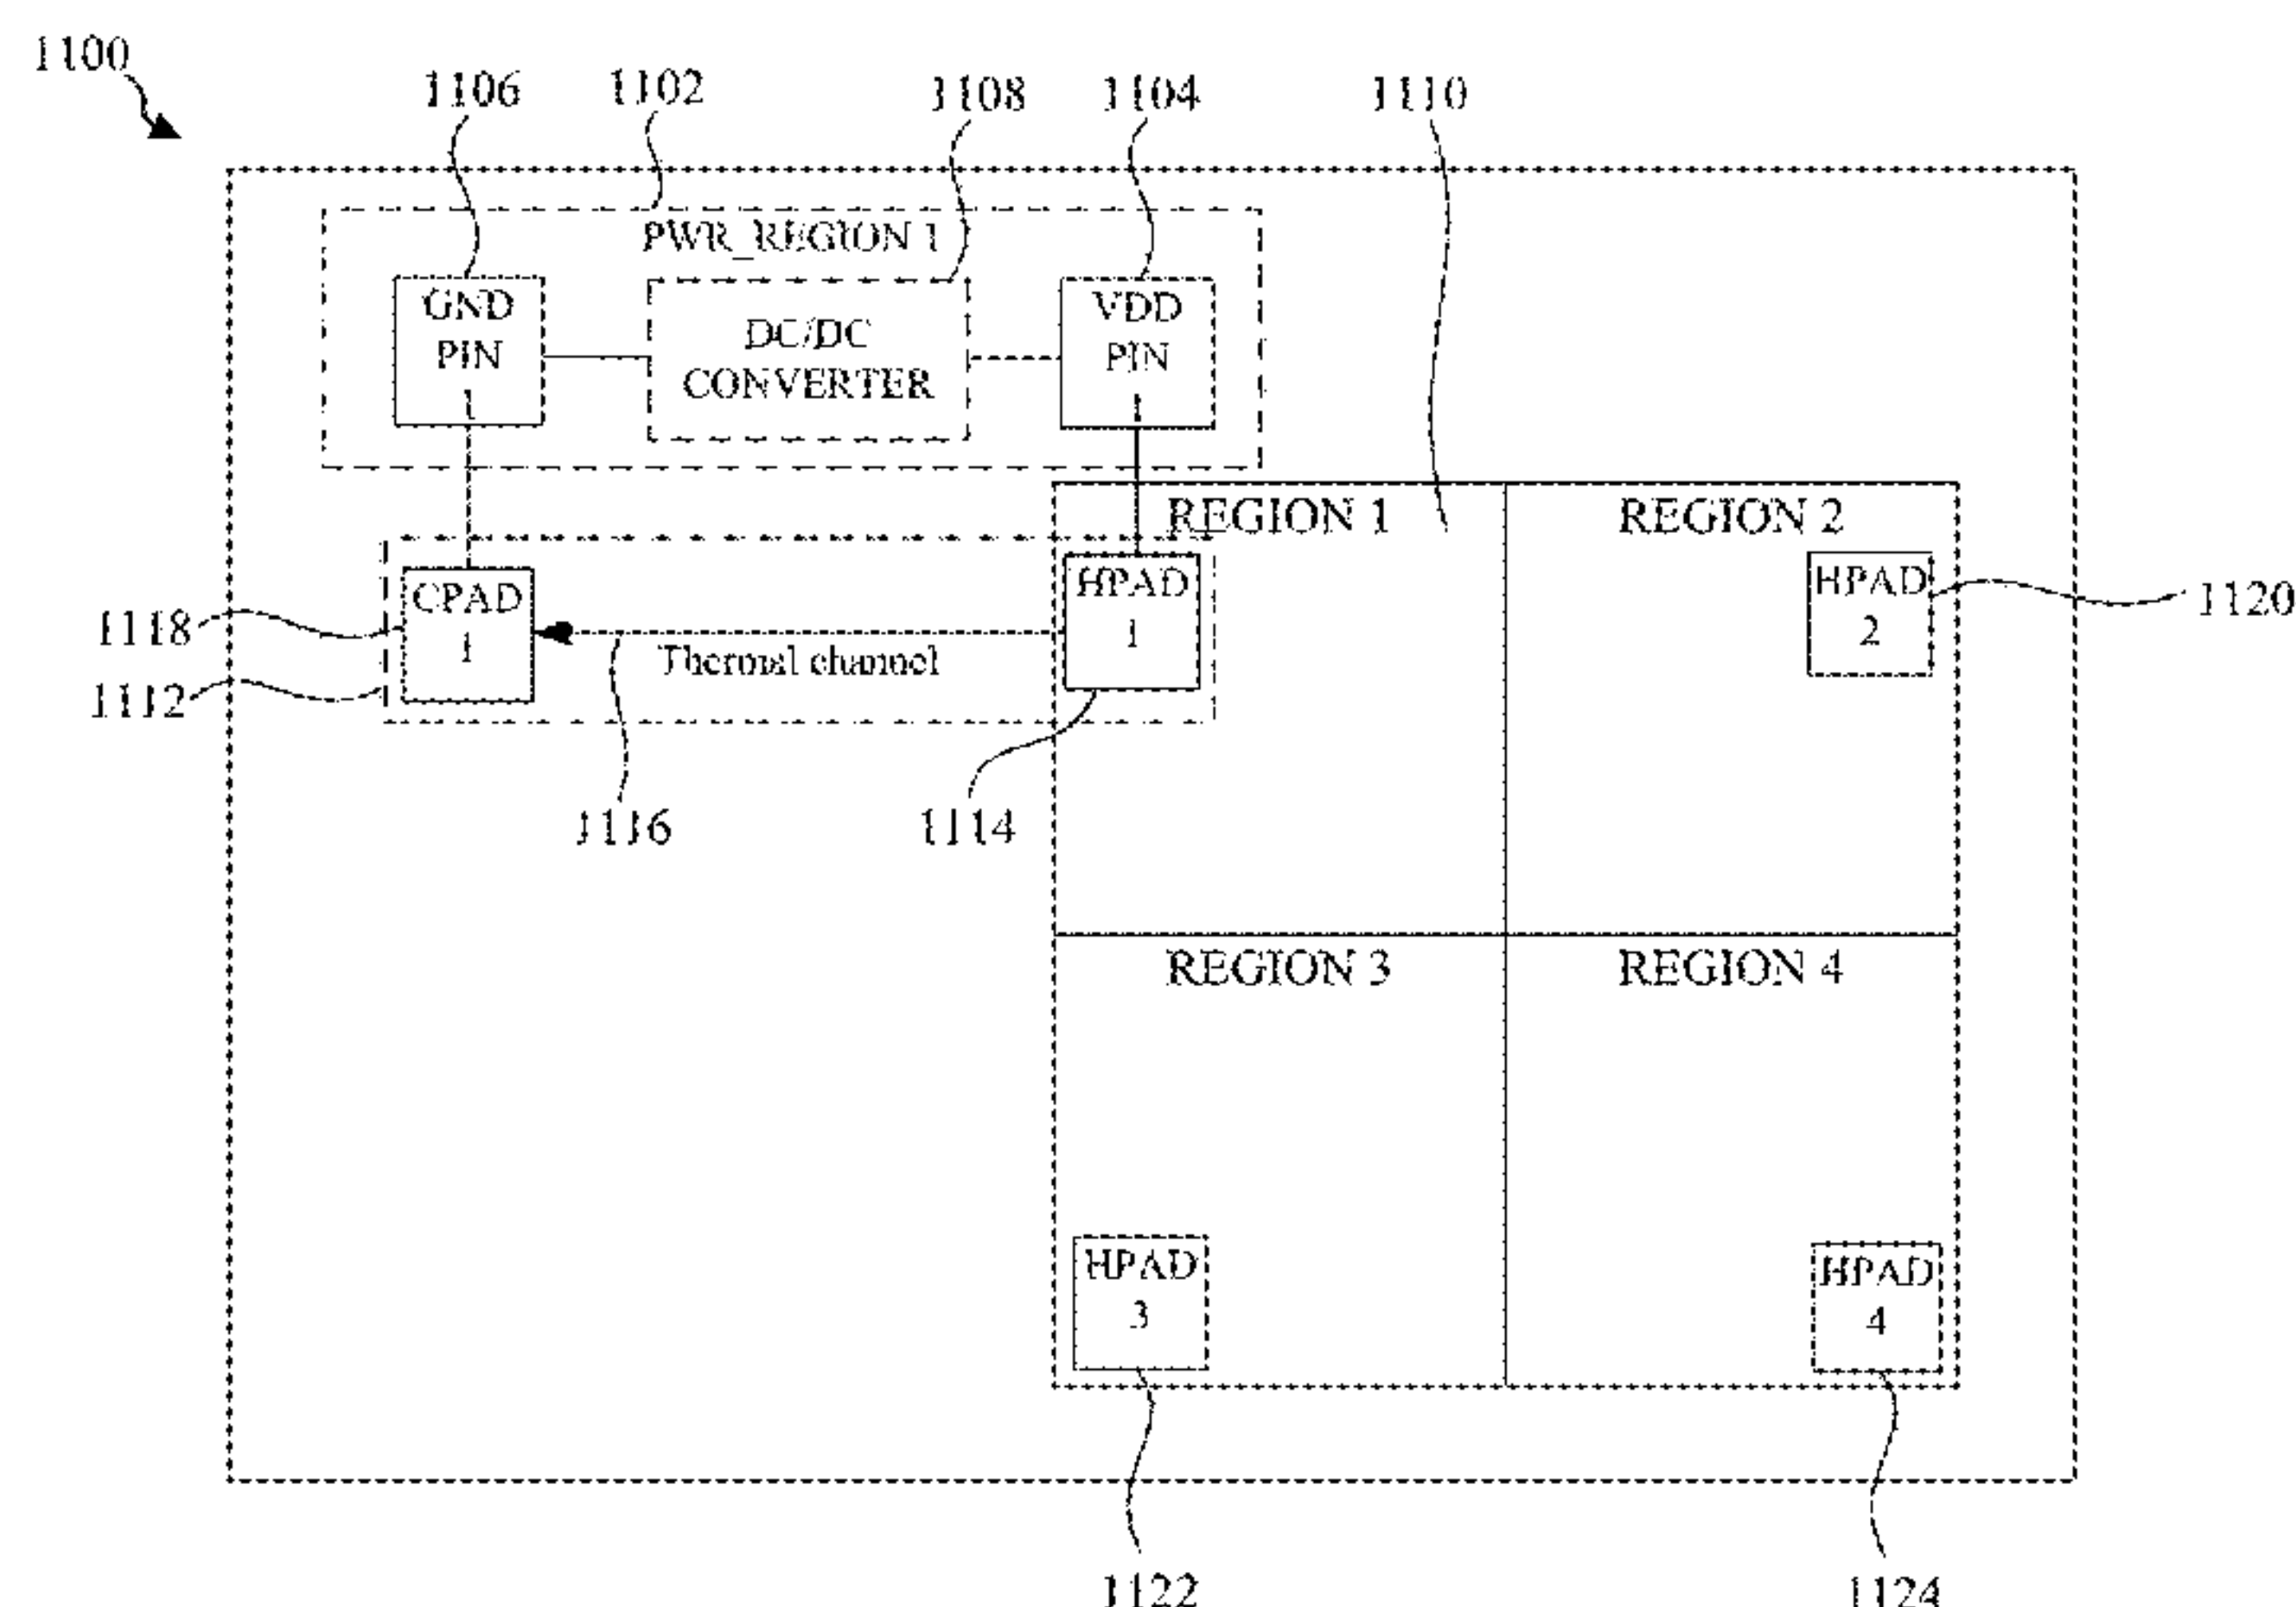 1100
1106
1102
1108
1104
1110
PWR_REGION 1
GND
PIN
DC/DC
CONVERTER
VDD
PIN
REGION 1
REGION 2
CPAD
1
HPAD
1
HPAD
2
1120
1118
Thermal channel
1112
1116
1114
REGION 3
REGION 4
HPAD
3
HPAD
4
1122
1124